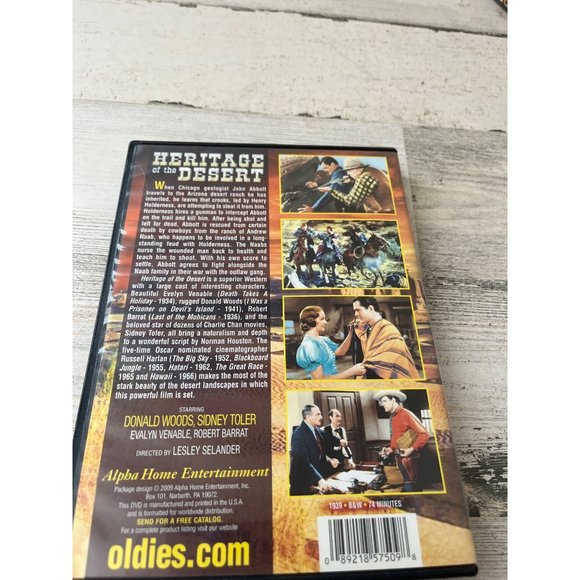 HERITAGE
of the DESERT
When Chicago geologist John Abbott
travels to the Arizona desert ranch he has
inherited, he learns that crooks, led by Henry
Holderness, are attempting to steal it from him.
Holderness hires a gunman to intercept Abbott
on the trail and kill him. After being shot and
left for dead, Abbott is rescued from certain
death by cowboys from the ranch of Andrew
Naab, who happens to be involved in a long-
standing feud with Holderness. The Naabs
nurse the wounded man back to health and
teach him to shoot. With his own score to
settle, Abbott agrees to fight alongside the
Naab family in their war with the outlaw gang.
Heritage of the Desert is a superior Western
with a large cast of interesting characters.
Beautiful Evelyn Venable (Death Takes A
Holiday - 1934), rugged Donald Woods (I Was a
Prisoner on Devil's Island - 1941), Robert
Barrat (Last of the Mohicans - 1936), and the
beloved star of dozens of Charlie Chan movies,
Sidney Toler, all bring a naturalism and depth
to a wonderful script by Norman Houston. The
five-time Oscar nominated cinematographer
Russell Harlan (The Big Sky - 1952, Blackboard
Jungle - 1955, Hatari - 1962, The Great Race -
1965 and Hawaii - 1966) makes the most of the
stark beauty of the desert landscapes in which
this powerful film is set.
STARRING
DONALD WOODS, SIDNEY TOLER
EVALYN VENABLE, ROBERT BARRAT
DIRECTED BY LESLEY SELANDER
Alpha Home Entertainment
Package design © 2009 Alpha Home Entertainment, Inc.
Box 101, Narberth, PA 19072
This DVD is manufactured and printed in the U.S.A.
and is formatted for worldwide distribution.
SEND FOR A FREE CATALOG.
For a complete product listing visit our website
oldies.com
1939 • B&W • 74 MINUTES
0 89218 57509 8